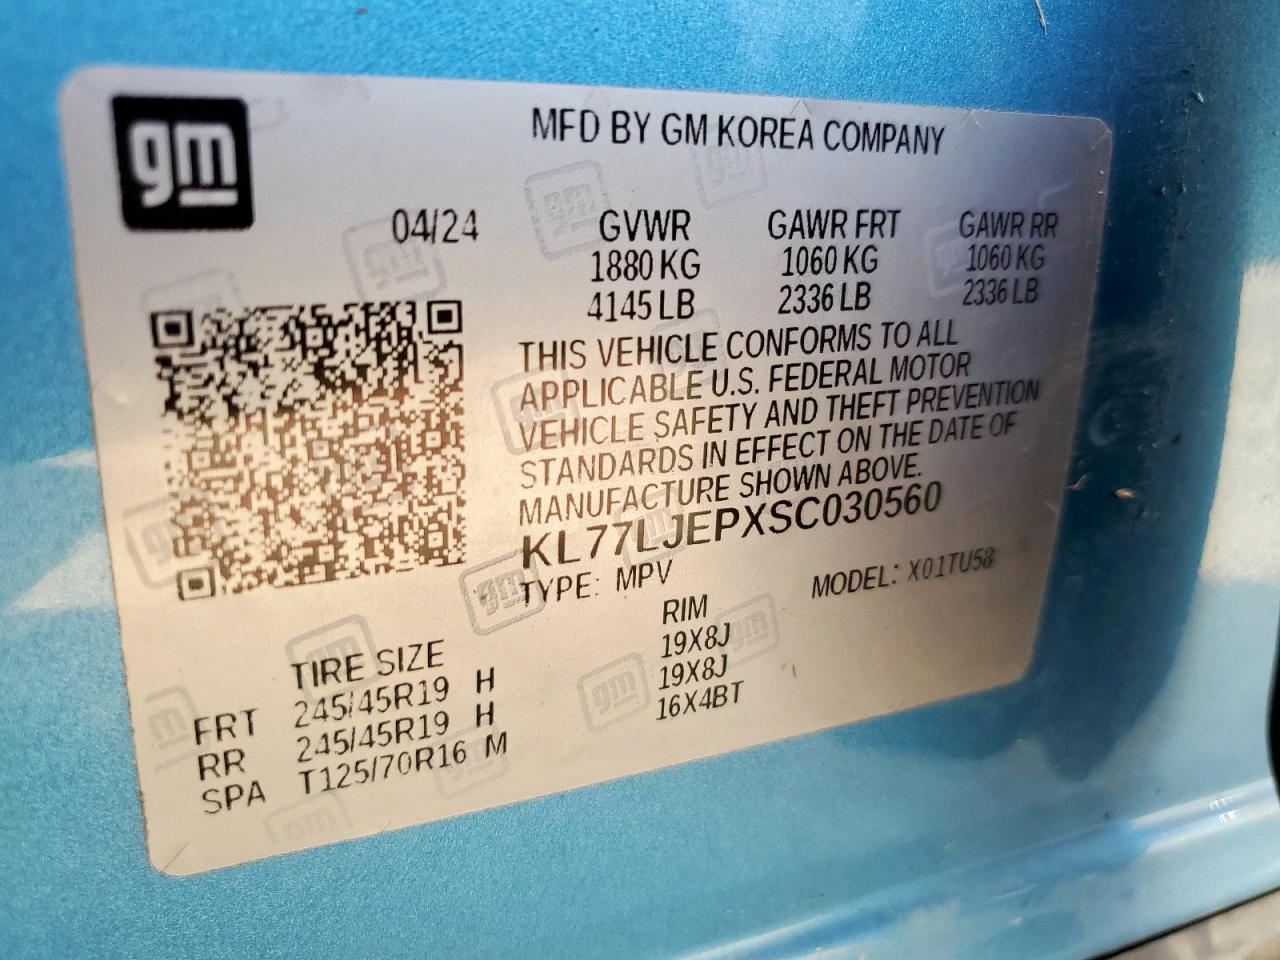 gm
MFD BY GM KOREA COMPANY
04/24 GVWR GAWR FRT GAWR RR
1880 KG 1060 KG 1060 KG
4145 LB 2336 LB 2336 LB
THIS VEHICLE CONFORMS TO ALL
APPLICABLE U.S. FEDERAL MOTOR
VEHICLE SAFETY AND THEFT PREVENTION
STANDARDS IN EFFECT ON THE DATE OF
MANUFACTURE SHOWN ABOVE.
KL77LJEPXSC030560
TYPE: MPV MODEL: X01TU58
TIRE SIZE RIM
FRT 245/45R19 H 19X8J
RR 245/45R19 H 19X8J
SPA T125/70R16 M 16X4BT